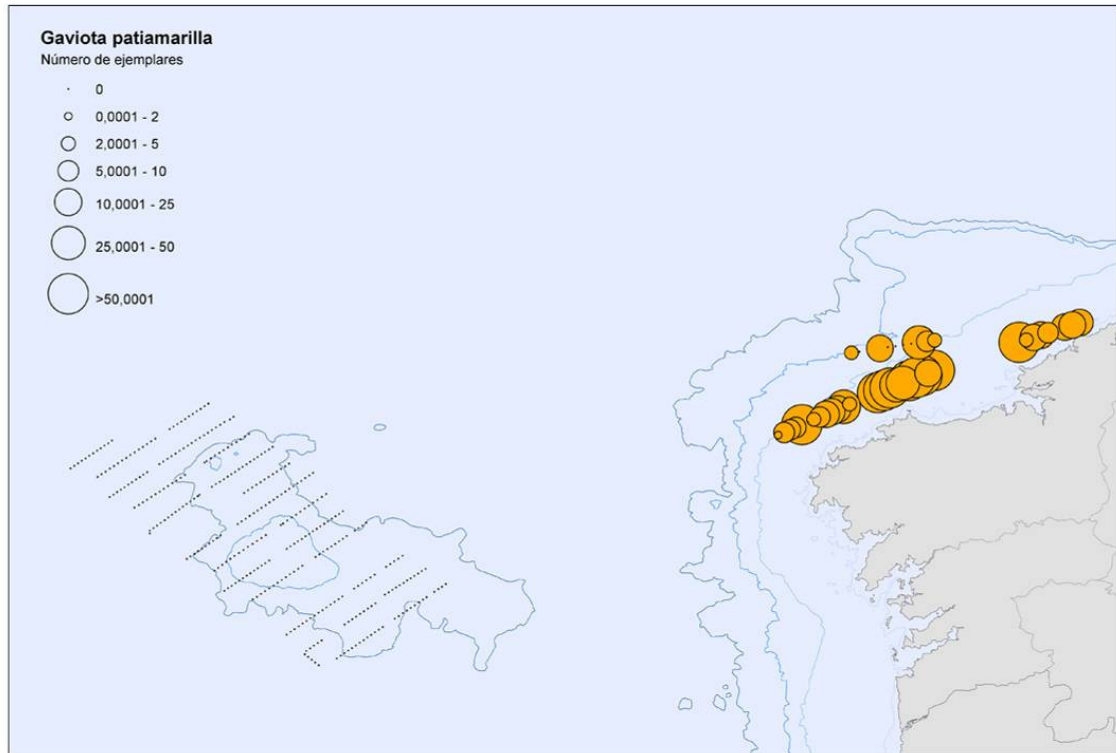 Gaviota patiamarilla
Número de ejemplares
0
0,0001 - 2
2,0001 - 5
5,0001 - 10
10,0001 - 25
25,0001 - 50
>50,0001